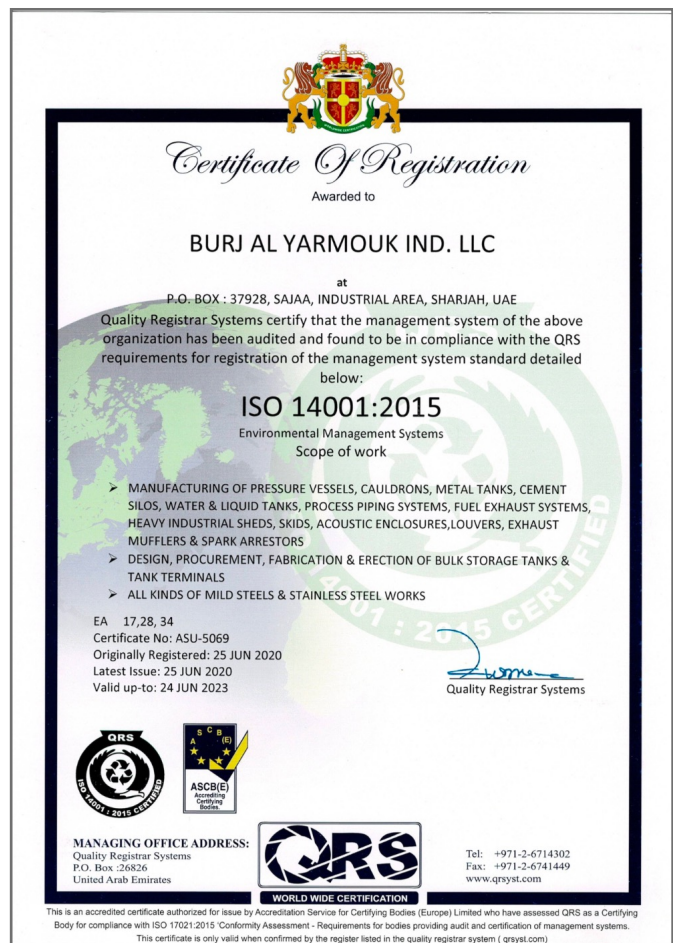 Certificate Of Registration
Awarded to
BURJ AL YARMOUK IND. LLC
at
P.O. BOX : 37928, SAJAA, INDUSTRIAL AREA, SHARJAH, UAE
Quality Registrar Systems certify that the management system of the above
organization has been audited and found to be in compliance with the QRS
requirements for registration of the management system standard detailed
below:
ISO 14001:2015
Environmental Management Systems
Scope of work
➤ MANUFACTURING OF PRESSURE VESSELS, CAULDRONS, METAL TANKS, CEMENT
SILOS, WATER & LIQUID TANKS, PROCESS PIPING SYSTEMS, FUEL EXHAUST SYSTEMS,
HEAVY INDUSTRIAL SHEDS, SKIDS, ACOUSTIC ENCLOSURES,LOUVERS, EXHAUST
MUFFLERS & SPARK ARRESTORS
➤ DESIGN, PROCUREMENT, FABRICATION & ERECTION OF BULK STORAGE TANKS &
TANK TERMINALS
➤ ALL KINDS OF MILD STEELS & STAINLESS STEEL WORKS
EA 17,28, 34
Certificate No: ASU-5069
Originally Registered: 25 JUN 2020
Latest Issue: 25 JUN 2020
Valid up-to: 24 JUN 2023
Quality Registrar Systems
QRS
ISO 14001 : 2015 CERTIFIED
A S C B (E)
ASCB(E)
Accrediting
Certifying
Bodies.
MANAGING OFFICE ADDRESS:
Quality Registrar Systems
P.O. Box :26826
United Arab Emirates
QRS
WORLD WIDE CERTIFICATION
Tel: +971-2-6714302
Fax: +971-2-6741449
www.qrsyst.com
This is an accredited certificate authorized for issue by Accreditation Service for Certifying Bodies (Europe) Limited who have assessed QRS as a Certifying
Body for compliance with ISO 17021:2015 'Conformity Assessment - Requirements for bodies providing audit and certification of management systems.
This certificate is only valid when confirmed by the register listed in the quality registrar system ( qrsyst.com)